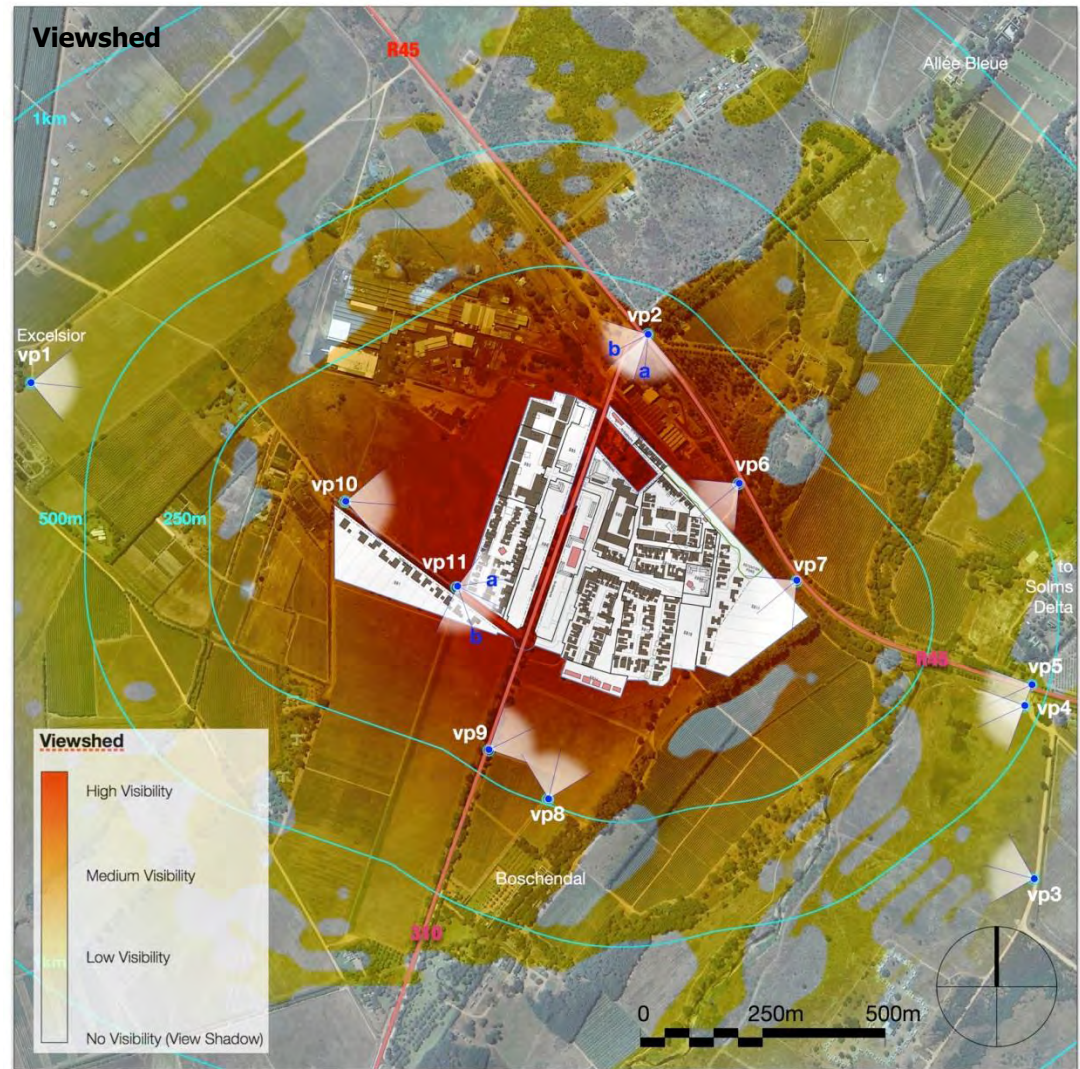 Viewshed
R45
Allée Bleue
1km
vp2
Excelsior
vp1
b
a
vp6
vp10
500m
250m
vp7
vp11
a
to
Solms
Delta
b
R45
vp5
vp4
vp9
Viewshed
High Visibility
vp8
Medium Visibility
Boschendal
vp3
310
Low Visibility
km
0
250m
500m
No Visibility (View Shadow)